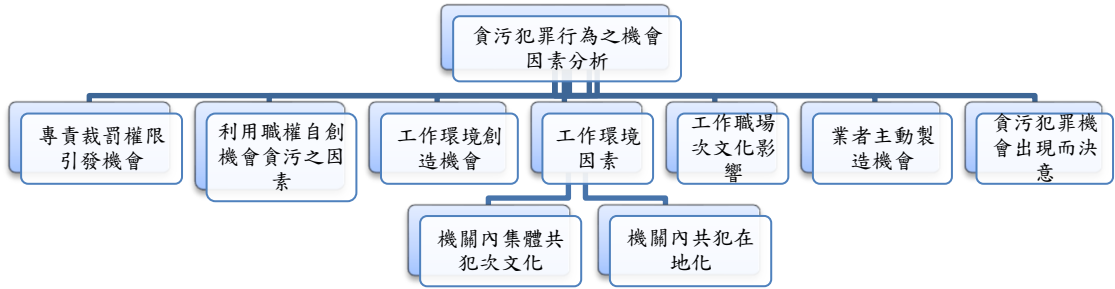 貪污犯罪行為之機會
因素分析
專責裁罰權限
引發機會
利用職權自創
機會貪污之因
素
工作環境創
造機會
工作環境
因素
工作職場
次文化影
響
業者主動製
造機會
貪污犯罪機
會出現而決
意
機關內集體共
犯次文化
機關內共犯在
地化